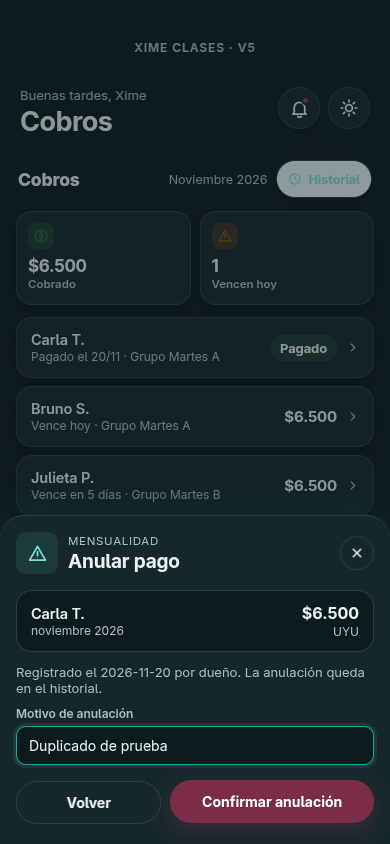 XIME CLASES · V5
Buenas tardes, Xime
Cobros
Cobros
Noviembre 2026
Historial
$6.500
Cobrado
1
Vencen hoy
Carla T.
Pagado el 20/11 · Grupo Martes A
Pagado
Bruno S.
Vence hoy · Grupo Martes A
$6.500
Julieta P.
Vence en 5 días · Grupo Martes B
$6.500
MENSUALIDAD
Anular pago
Carla T.
noviembre 2026
$6.500
UYU
Registrado el 2026-11-20 por dueño. La anulación queda
en el historial.
Motivo de anulación
Duplicado de prueba
Volver
Confirmar anulación